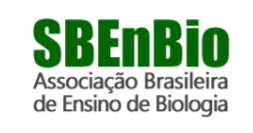 SBEnBio
Associação Brasileira
de Ensino de Biologia